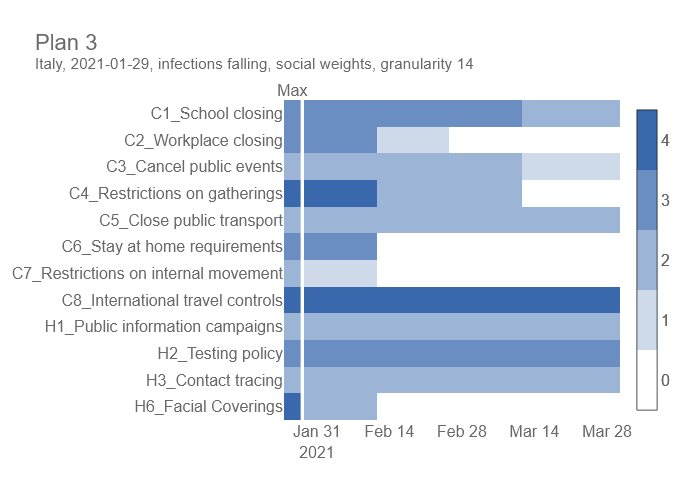 Plan 3
Italy, 2021-01-29, infections falling, social weights, granularity 14
Max
C1_School closing
C2_Workplace closing
C3_Cancel public events
C4_Restrictions on gatherings
C5_Close public transport
C6_Stay at home requirements
C7_Restrictions on internal movement
C8_International travel controls
H1_Public information campaigns
H2_Testing policy
H3_Contact tracing
H6_Facial Coverings
Jan 31 Feb 14 Feb 28 Mar 14 Mar 28
2021
4
3
2
1
0